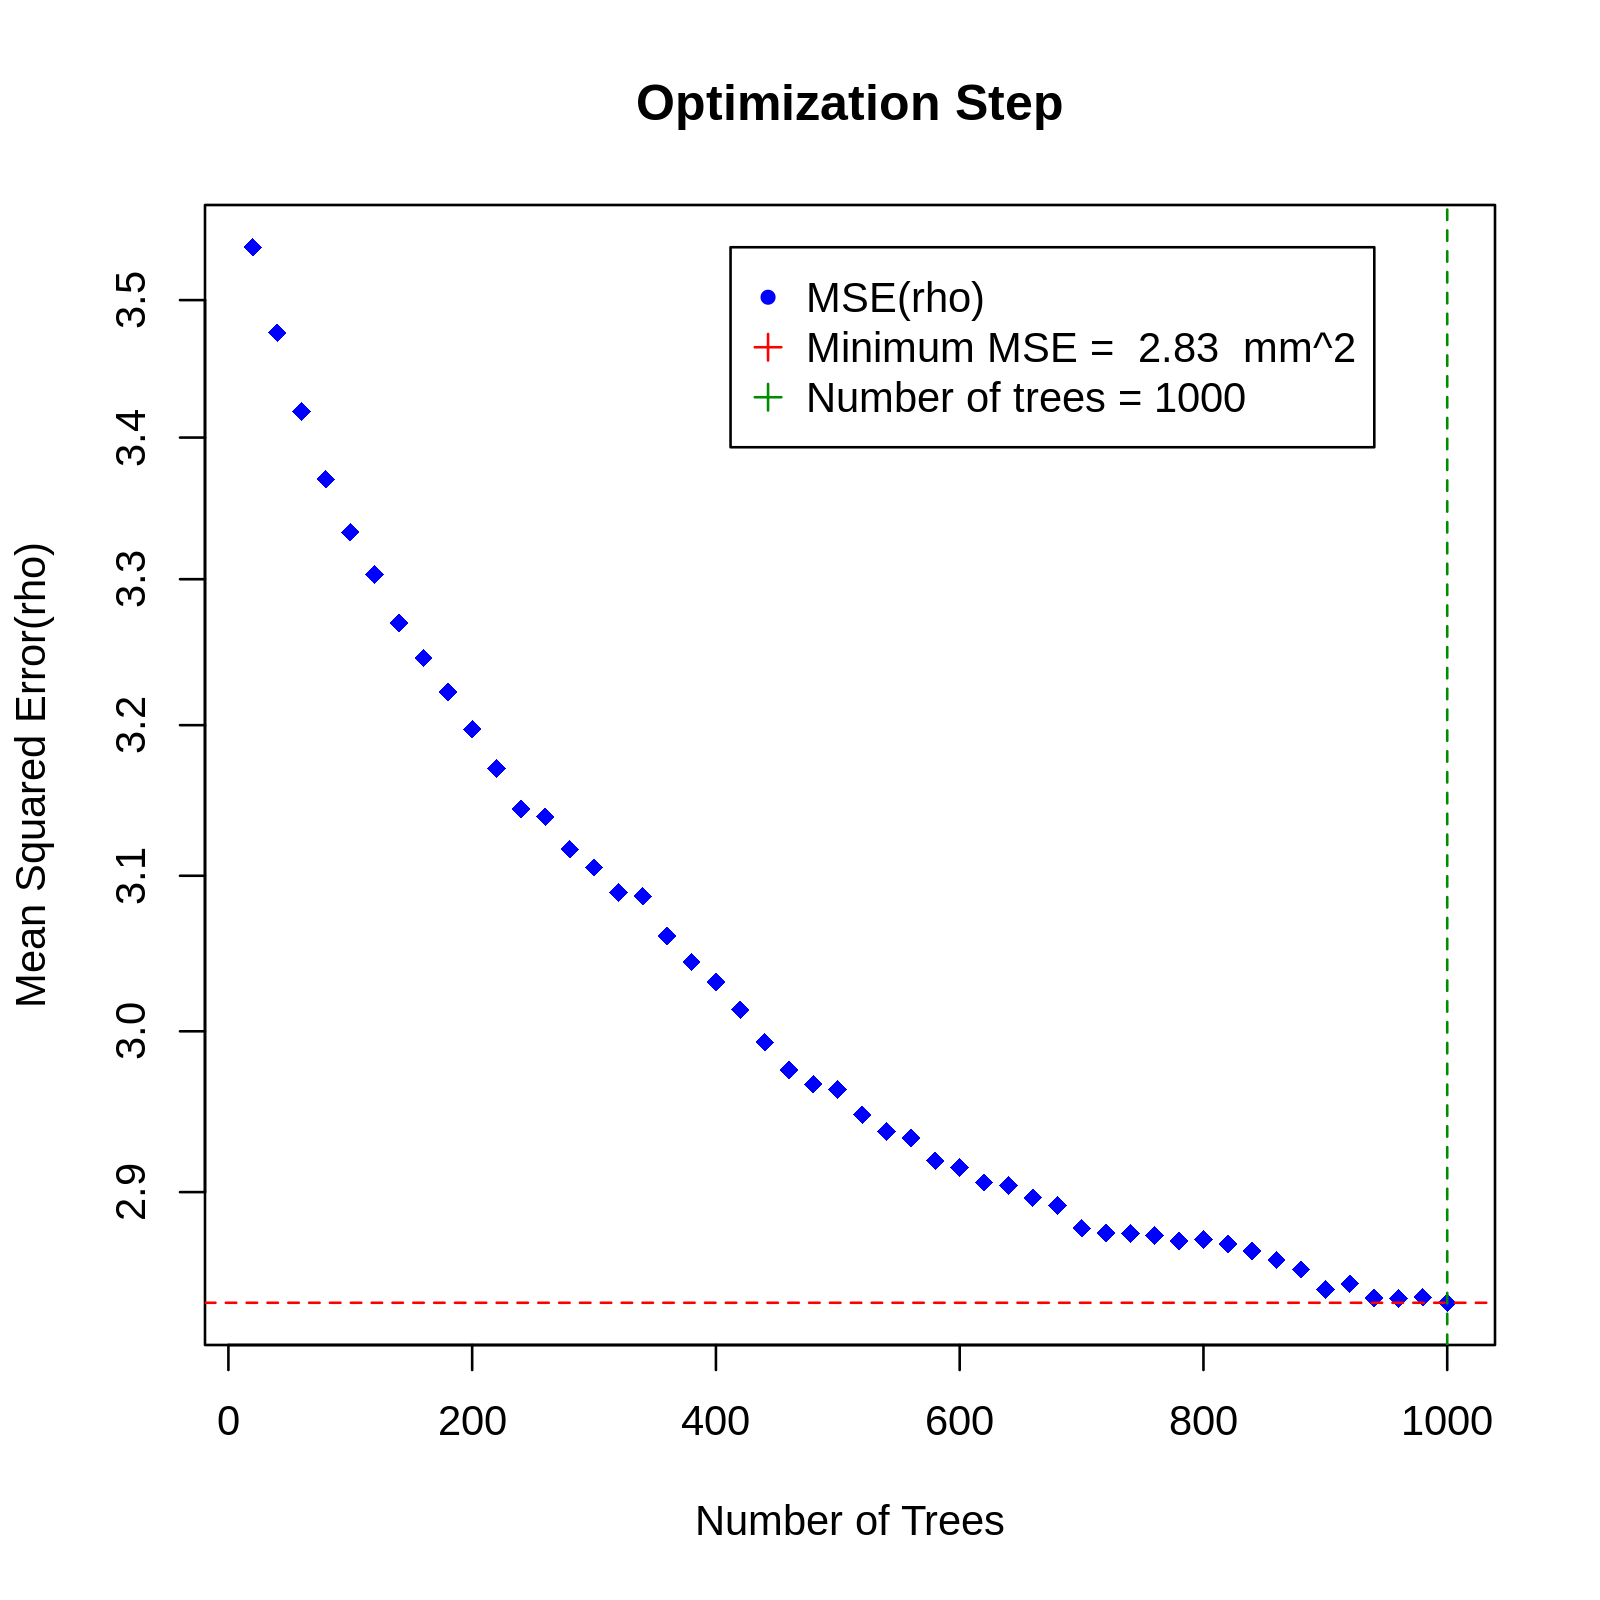 Optimization Step
MSE(rho)
Minimum MSE =  2.83  mm^2
Number of trees = 1000
Mean Squared Error(rho)
3.5
3.4
3.3
3.2
3.1
3.0
2.9
0 200 400 600 800 1000
Number of Trees